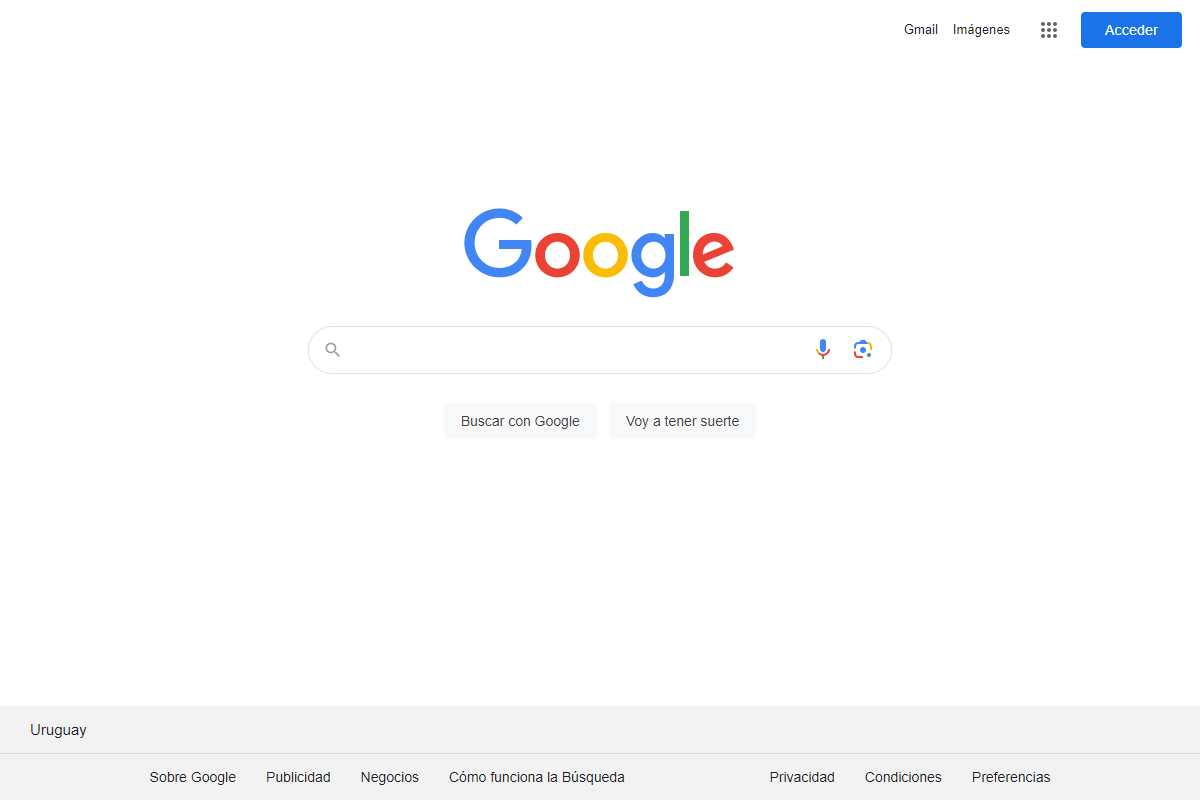 Gmail Imágenes Acceder
Google
Buscar con Google Voy a tener suerte
Uruguay
Sobre Google Publicidad Negocios Cómo funciona la Búsqueda Privacidad Condiciones Preferencias